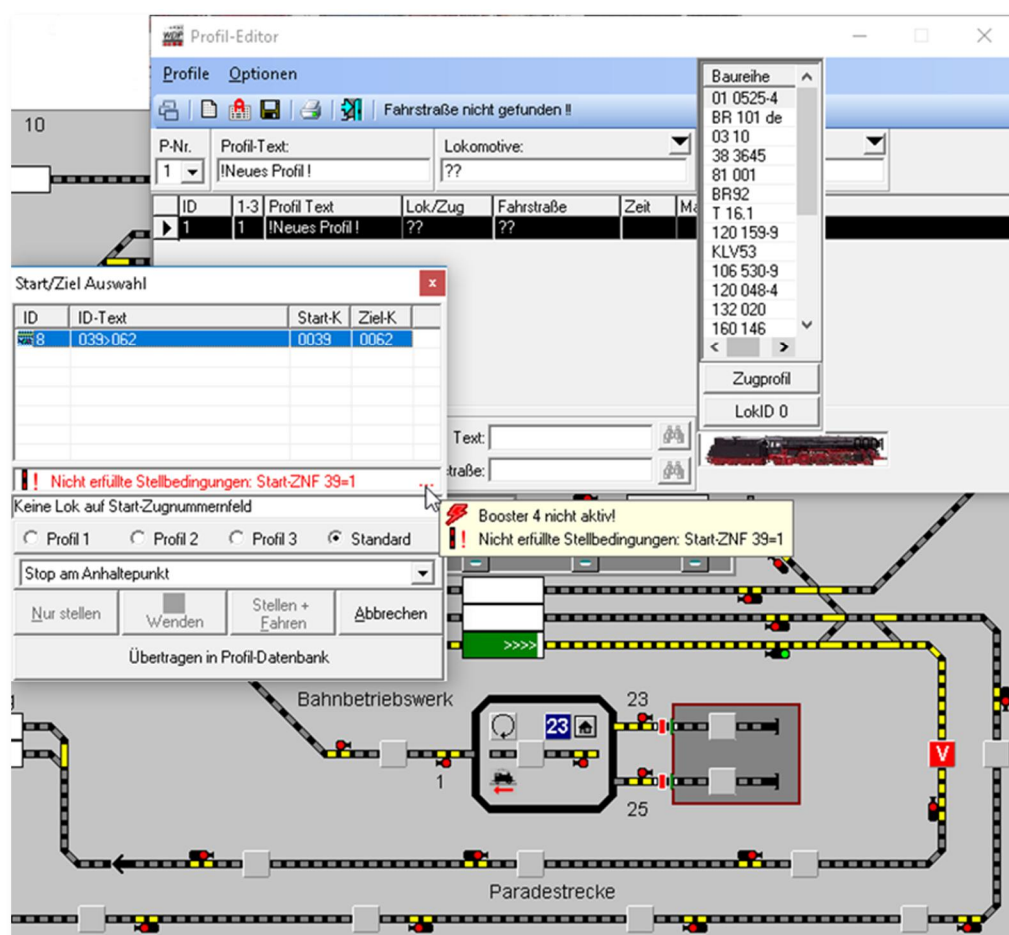 Profil-Editor
Profile Optionen
Fahrstraße nicht gefunden !!
P-Nr. Profil-Text: Lokomotive:
1 !Neues Profil ! ??
ID 1-3 Profil Text Lok/Zug Fahrstraße Zeit
1 1 !Neues Profil ! ?? ??
Baureihe
01 0525-4
BR 101 de
03 10
38 3645
81 001
BR92
T 16.1
120 159-9
KLV53
106 530-9
120 048-4
132 020
160 146
Zugprofil
LokID 0
Text:
10
Start/Ziel Auswahl
ID ID-Text Start-K Ziel-K
8 039>062 0039 0062
Nicht erfüllte Stellbedingungen: Start-ZNF 39=1 ...
Keine Lok auf Start-Zugnummernfeld
Profil 1 Profil 2 Profil 3 Standard
Stop am Anhaltepunkt
Nur stellen Wenden Stellen + Fahren Abbrechen
Übertragen in Profil-Datenbank
Booster 4 nicht aktiv!
Nicht erfüllte Stellbedingungen: Start-ZNF 39=1
>>>>
Bahnbetriebswerk
23
23
1
25
V
Paradestrecke